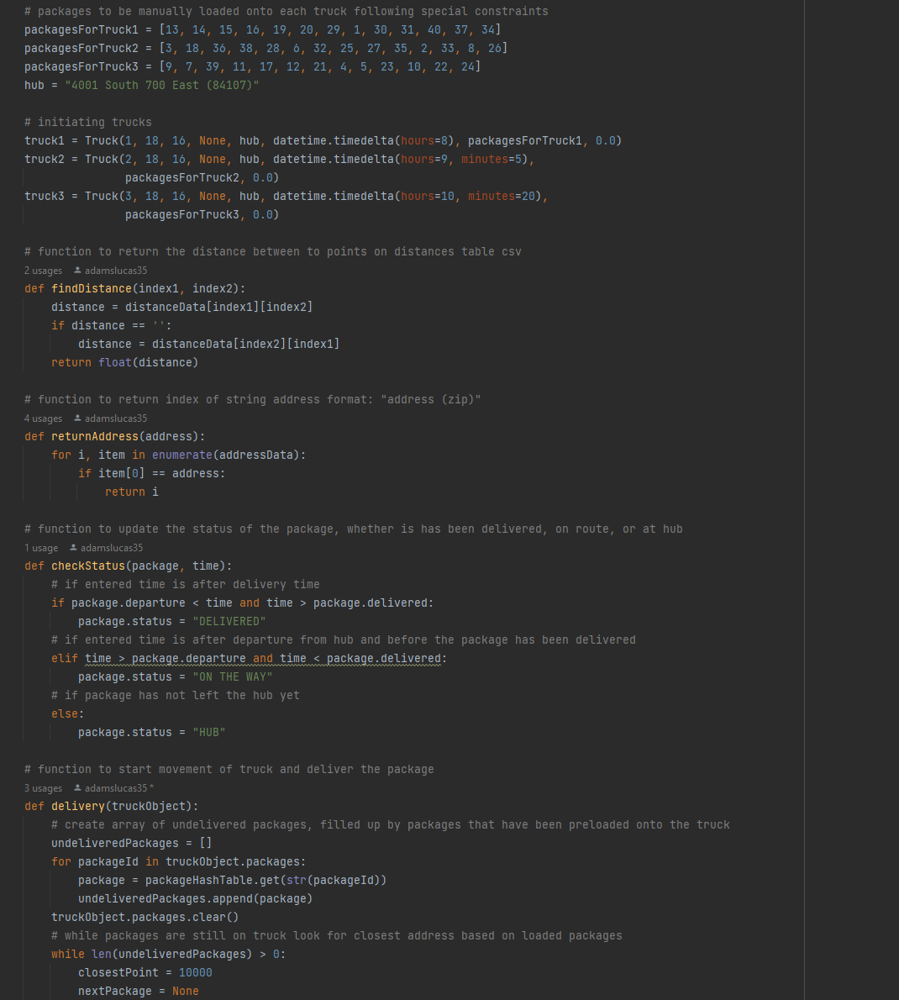 # packages to be manually loaded onto each truck following special constraints
packagesForTruck1 = [13, 14, 15, 16, 19, 20, 29, 1, 30, 31, 40, 37, 34]
packagesForTruck2 = [3, 18, 36, 38, 28, 6, 32, 25, 27, 35, 2, 33, 8, 26]
packagesForTruck3 = [9, 7, 39, 11, 17, 12, 21, 4, 5, 23, 10, 22, 24]
hub = "4001 South 700 East (84107)"
# initiating trucks
truck1 = Truck(1, 18, 16, None, hub, datetime.timedelta(hours=8), packagesForTruck1, 0.0)
truck2 = Truck(2, 18, 16, None, hub, datetime.timedelta(hours=9, minutes=5),
packagesForTruck2, 0.0)
truck3 = Truck(3, 18, 16, None, hub, datetime.timedelta(hours=10, minutes=20),
packagesForTruck3, 0.0)
# function to return the distance between to points on distances table csv
2 usages adamslucas35
def findDistance(index1, index2):
distance = distanceData[index1][index2]
if distance == '':
distance = distanceData[index2][index1]
return float(distance)
# function to return index of string address format: "address (zip)"
4 usages adamslucas35
def returnAddress(address):
for i, item in enumerate(addressData):
if item[0] == address:
return i
# function to update the status of the package, whether is has been delivered, on route, or at hub
1 usage adamslucas35
def checkStatus(package, time):
# if entered time is after delivery time
if package.departure < time and time > package.delivered:
package.status = "DELIVERED"
# if entered time is after departure from hub and before the package has been delivered
elif time > package.departure and time < package.delivered:
package.status = "ON THE WAY"
# if package has not left the hub yet
else:
package.status = "HUB"
# function to start movement of truck and deliver the package
3 usages adamslucas35 *
def delivery(truckObject):
# create array of undelivered packages, filled up by packages that have been preloaded onto the truck
undeliveredPackages = []
for packageId in truckObject.packages:
package = packageHashTable.get(str(packageId))
undeliveredPackages.append(package)
truckObject.packages.clear()
# while packages are still on truck look for closest address based on loaded packages
while len(undeliveredPackages) > 0:
closestPoint = 10000
nextPackage = None